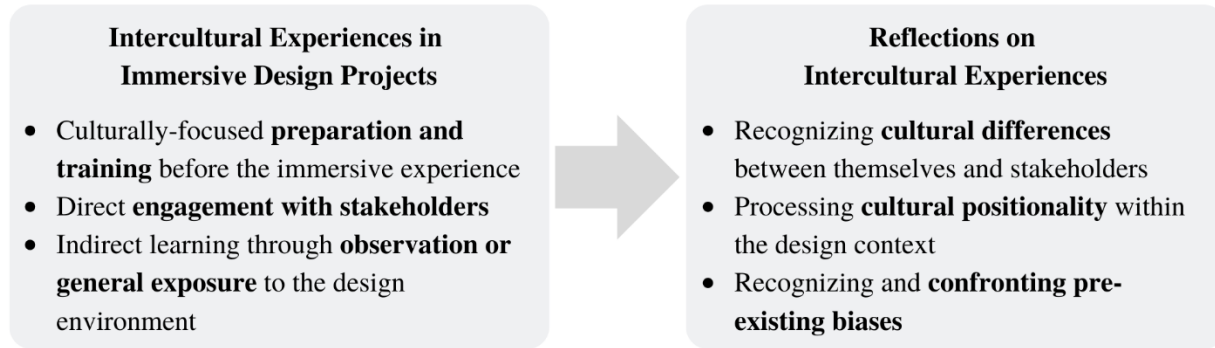 Intercultural Experiences in
Immersive Design Projects
• Culturally-focused preparation and
training before the immersive experience
• Direct engagement with stakeholders
• Indirect learning through observation or
general exposure to the design
environment
Reflections on
Intercultural Experiences
• Recognizing cultural differences
between themselves and stakeholders
• Processing cultural positionality within
the design context
• Recognizing and confronting pre-
existing biases